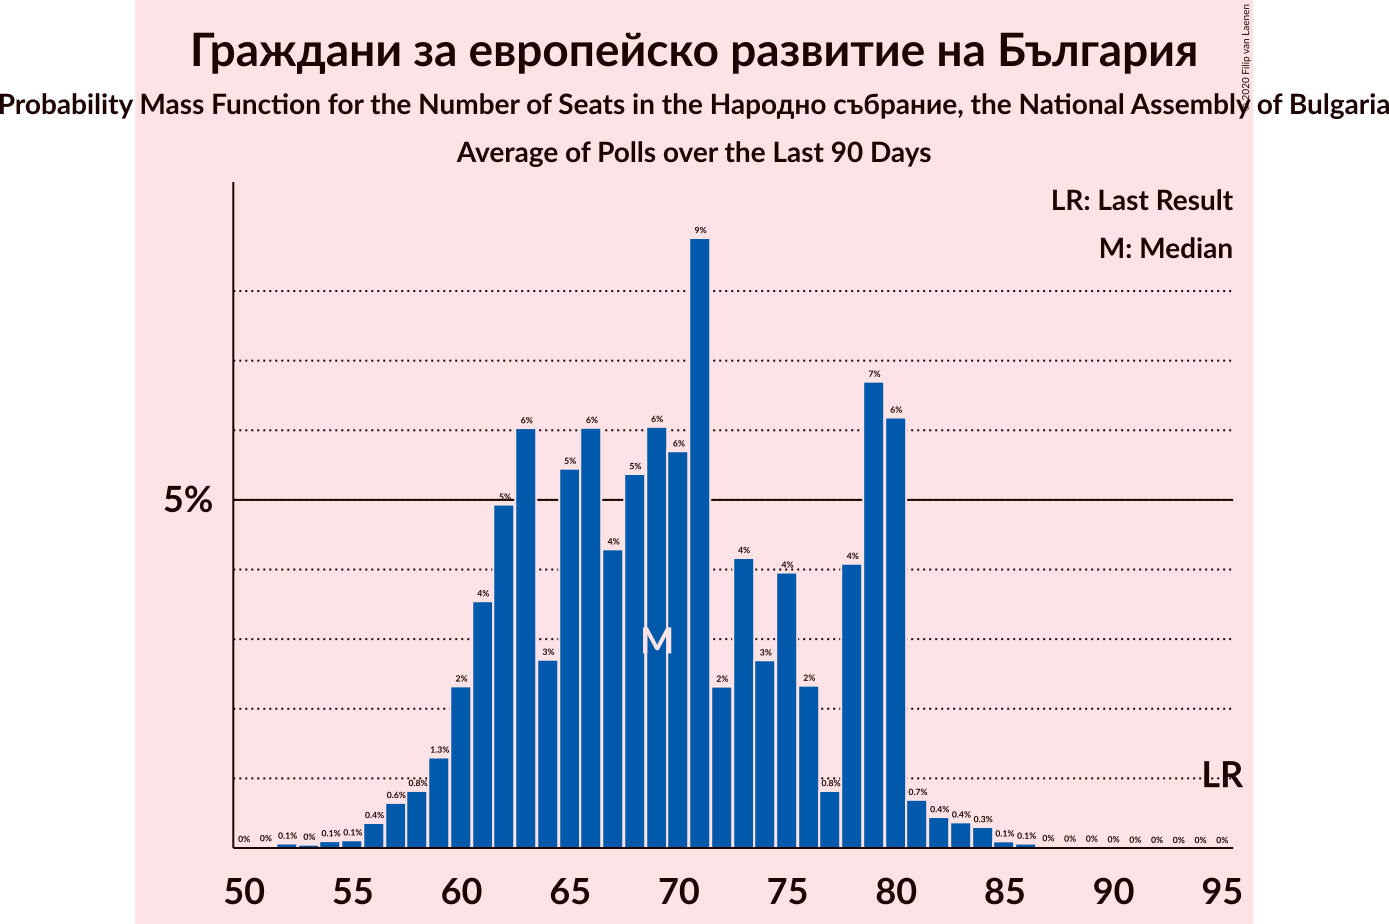 Граждани за европейско развитие на България
© 2020 Filip van Laenen
Probability Mass Function for the Number of Seats in the Народно събрание, the National Assembly of Bulgaria
Average of Polls over the Last 90 Days
LR: Last Result
M: Median
5%
0% 0% 0.1% 0% 0.1% 0.1% 0.4% 0.6% 0.8% 1.3% 2% 4% 5% 6% 3% 5% 6% 4% 5% 6% 6% 9% 2% 4% 3% 4% 2% 0.8% 4% 7% 6% 0.7% 0.4% 0.4% 0.3% 0.1% 0.1% 0% 0% 0% 0% 0% 0% 0% 0% 0%
M
LR
50 55 60 65 70 75 80 85 90 95